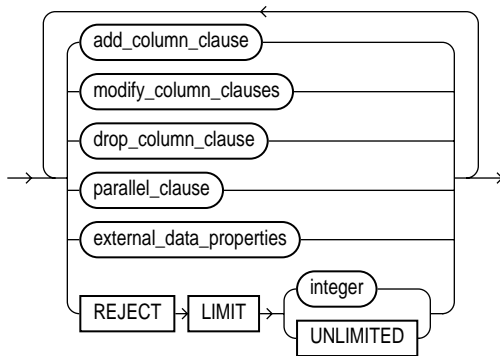 add_column_clause
modify_column_clauses
drop_column_clause
parallel_clause
external_data_properties
integer
REJECT LIMIT
UNLIMITED